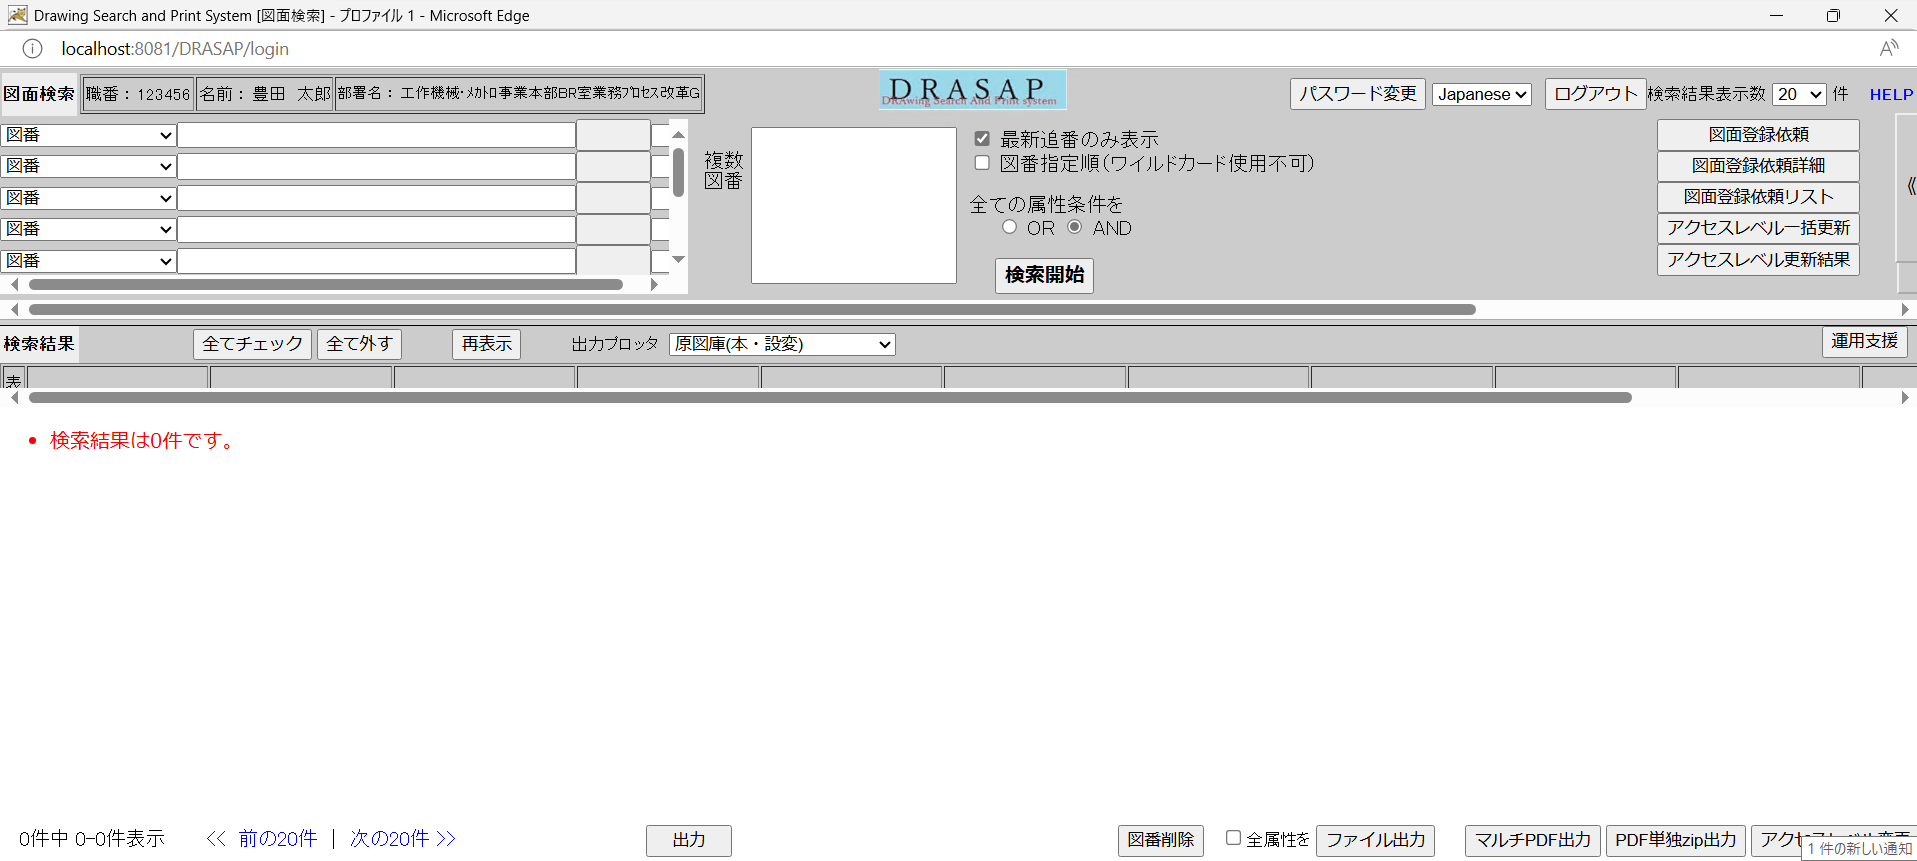 Drawing Search and Print System [図面検索] - プロファイル 1 - Microsoft Edge
localhost:8081/DRASAP/login
図面検索 職番： 123456 名前： 豊田 太郎 部署名： 工作機械・ﾒｶﾄﾛ事業本部BR室業務ﾌﾟﾛｾｽ改革G
DRASAP
DRAwing Search And Print system
パスワード変更 Japanese ログアウト 検索結果表示数 20 件 HELP
図番
図番
図番
図番
図番
複数
図番
最新追番のみ表示
図番指定順(ワイルドカード使用不可)
全ての属性条件を
OR AND
検索開始
図面登録依頼
図面登録依頼詳細
図面登録依頼リスト
アクセスレベル一括更新
アクセスレベル更新結果
《
検索結果 全てチェック 全て外す 再表示 出力プロッタ 原図庫(本・設変) 運用支援
表
検索結果は0件です。
0件中 0-0件表示 << 前の20件 | 次の20件 >> 出力 図番削除 全属性を ファイル出力 マルチPDF出力 PDF単独zip出力
1 件の新しい通知